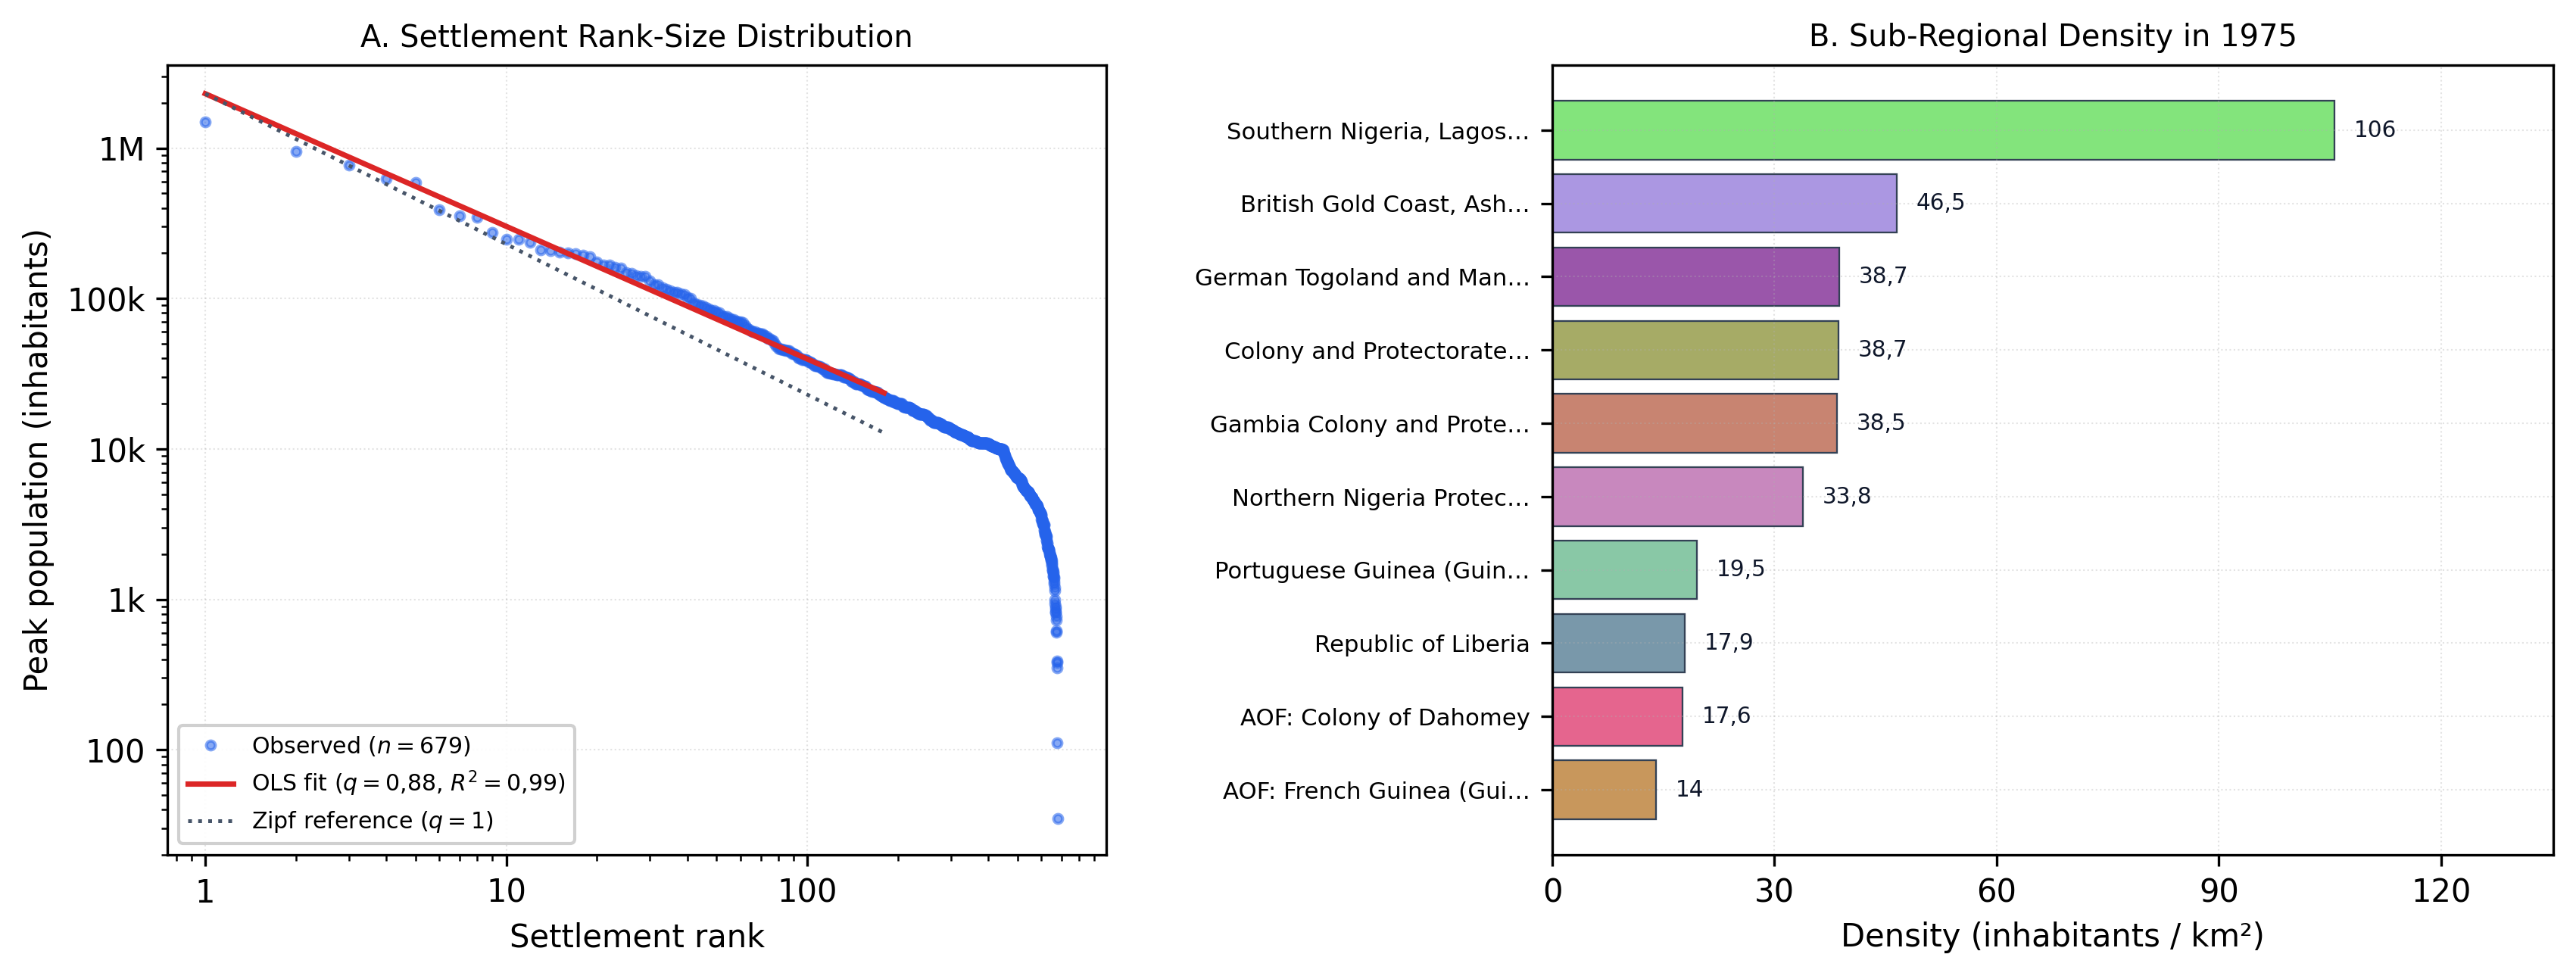 A. Settlement Rank-Size Distribution
Peak population (inhabitants)
1M
100k
10k
1k
100
Observed (n = 679)
OLS fit (q = 0,88, R² = 0,99)
Zipf reference (q = 1)
1
10
100
Settlement rank
B. Sub-Regional Density in 1975
Southern Nigeria, Lagos... 106
British Gold Coast, Ash... 46,5
German Togoland and Man... 38,7
Colony and Protectorate... 38,7
Gambia Colony and Prote... 38,5
Northern Nigeria Protec... 33,8
Portuguese Guinea (Guin... 19,5
Republic of Liberia 17,9
AOF: Colony of Dahomey 17,6
AOF: French Guinea (Gui... 14
0
30
60
90
120
Density (inhabitants / km²)